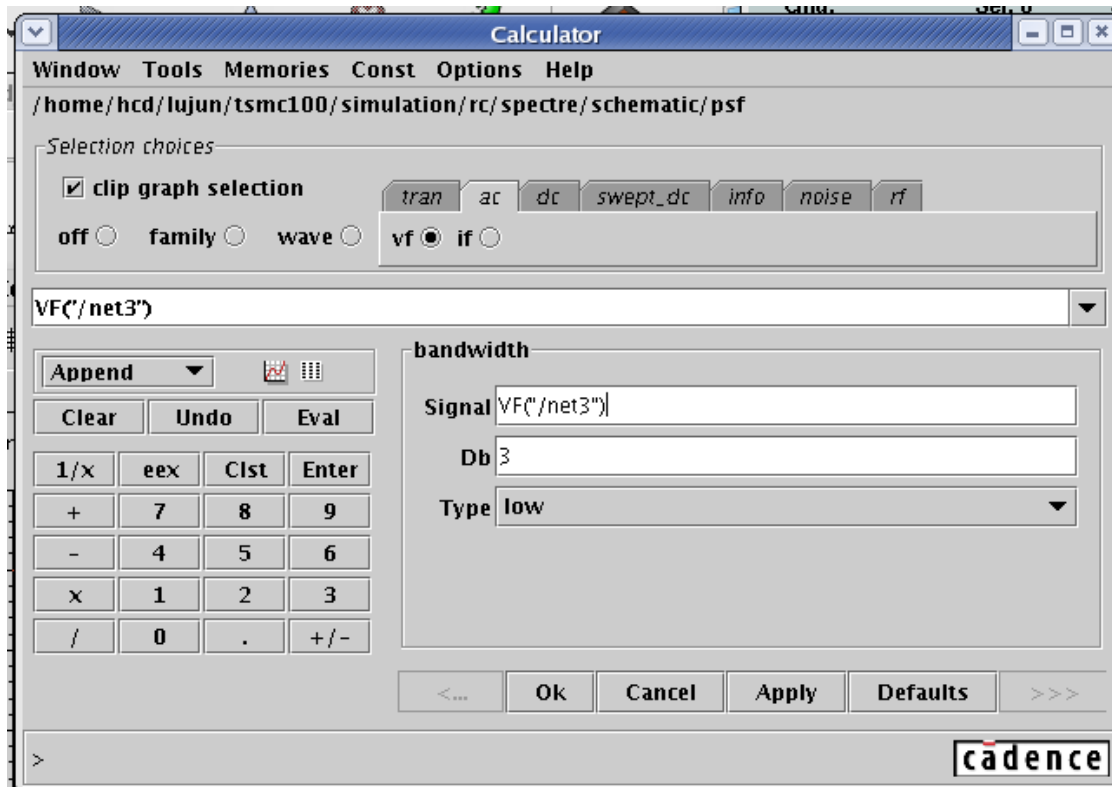 Calculator
Window Tools Memories Const Options Help
/home/hcd/lujun/tsmc100/simulation/rc/spectre/schematic/psf
Selection choices
clip graph selection
tran ac dc swept_dc info noise rf
off family wave vf if
VF("/net3")
Append
bandwidth
Clear Undo Eval
Signal VF("/net3")
Db 3
Type low
1/x eex Clst Enter
+ 7 8 9
- 4 5 6
x 1 2 3
/ 0 . +/-
<... Ok Cancel Apply Defaults >>>
>
cādence